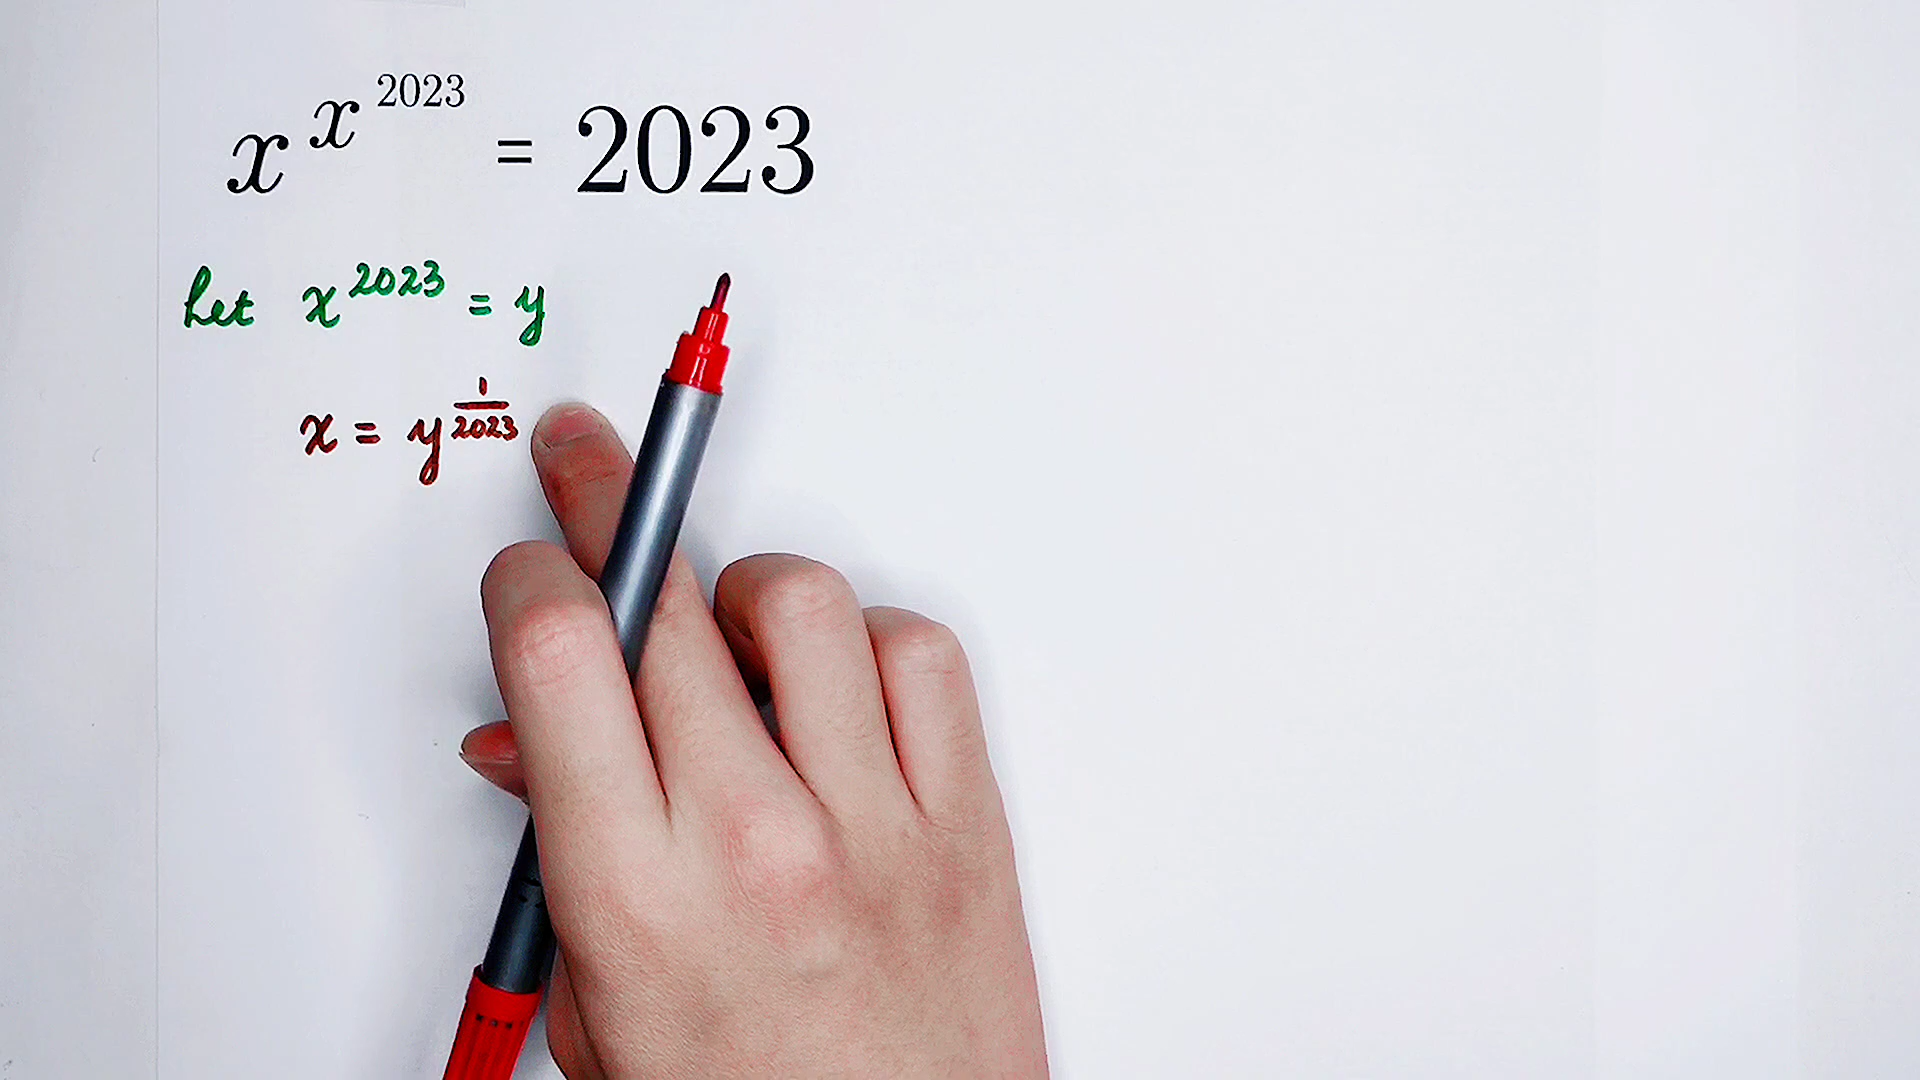 x^x^2023 = 2023
Let x^2023 = y
x = y^1/2023